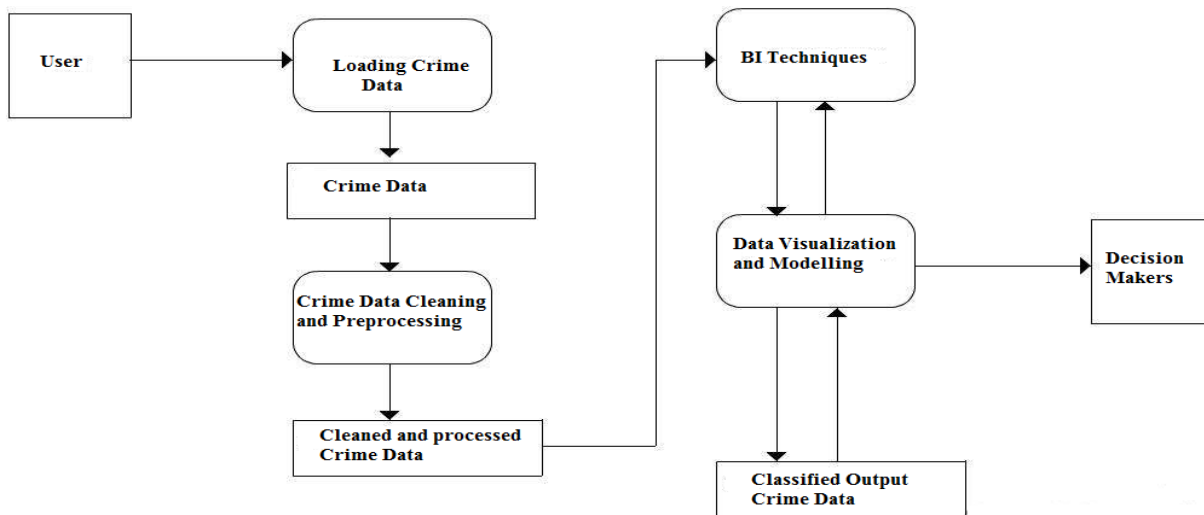 User
Loading Crime
Data
Crime Data
Crime Data Cleaning
and Preprocessing
Cleaned and processed
Crime Data
BI Techniques
Data Visualization
and Modelling
Classified Output
Crime Data
Decision
Makers